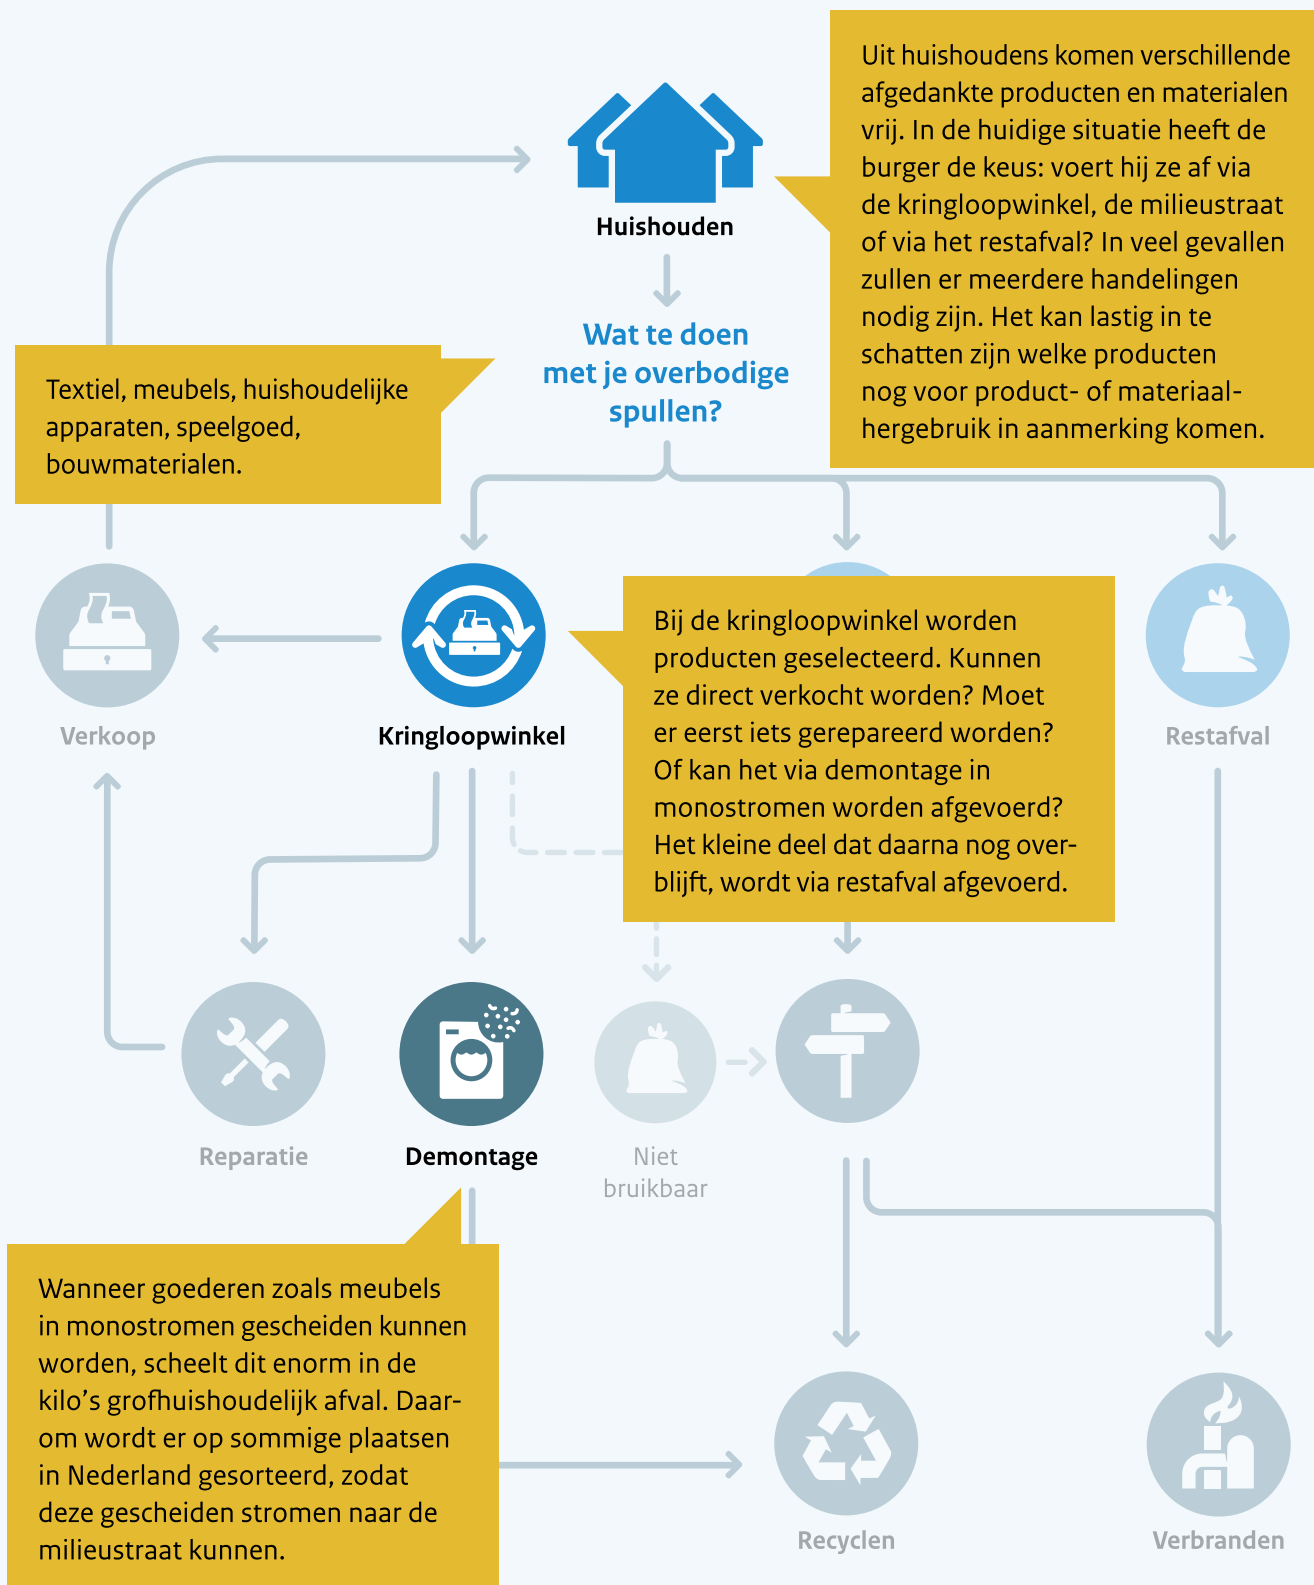 Uit huishoudens komen verschillende
afgedankte producten en materialen
vrij. In de huidige situatie heeft de
burger de keus: voert hij ze af via
de kringloopwinkel, de milieustraat
of via het restafval? In veel gevallen
zullen er meerdere handelingen
nodig zijn. Het kan lastig in te
schatten zijn welke producten
nog voor product- of materiaal-
hergebruik in aanmerking komen.
Huishouden
Wat te doen
met je overbodige
spullen?
Textiel, meubels, huishoudelijke
apparaten, speelgoed,
bouwmaterialen.
Verkoop
Kringloopwinkel
Bij de kringloopwinkel worden
producten geselecteerd. Kunnen
ze direct verkocht worden? Moet
er eerst iets gerepareerd worden?
Of kan het via demontage in
monostromen worden afgevoerd?
Het kleine deel dat daarna nog over-
blijft, wordt via restafval afgevoerd.
Restafval
Reparatie
Demontage
Niet
bruikbaar
Wanneer goederen zoals meubels
in monostromen gescheiden kunnen
worden, scheelt dit enorm in de
kilo's grofhuishoudelijk afval. Daar-
om wordt er op sommige plaatsen
in Nederland gesorteerd, zodat
deze gescheiden stromen naar de
milieustraat kunnen.
Recyclen
Verbranden